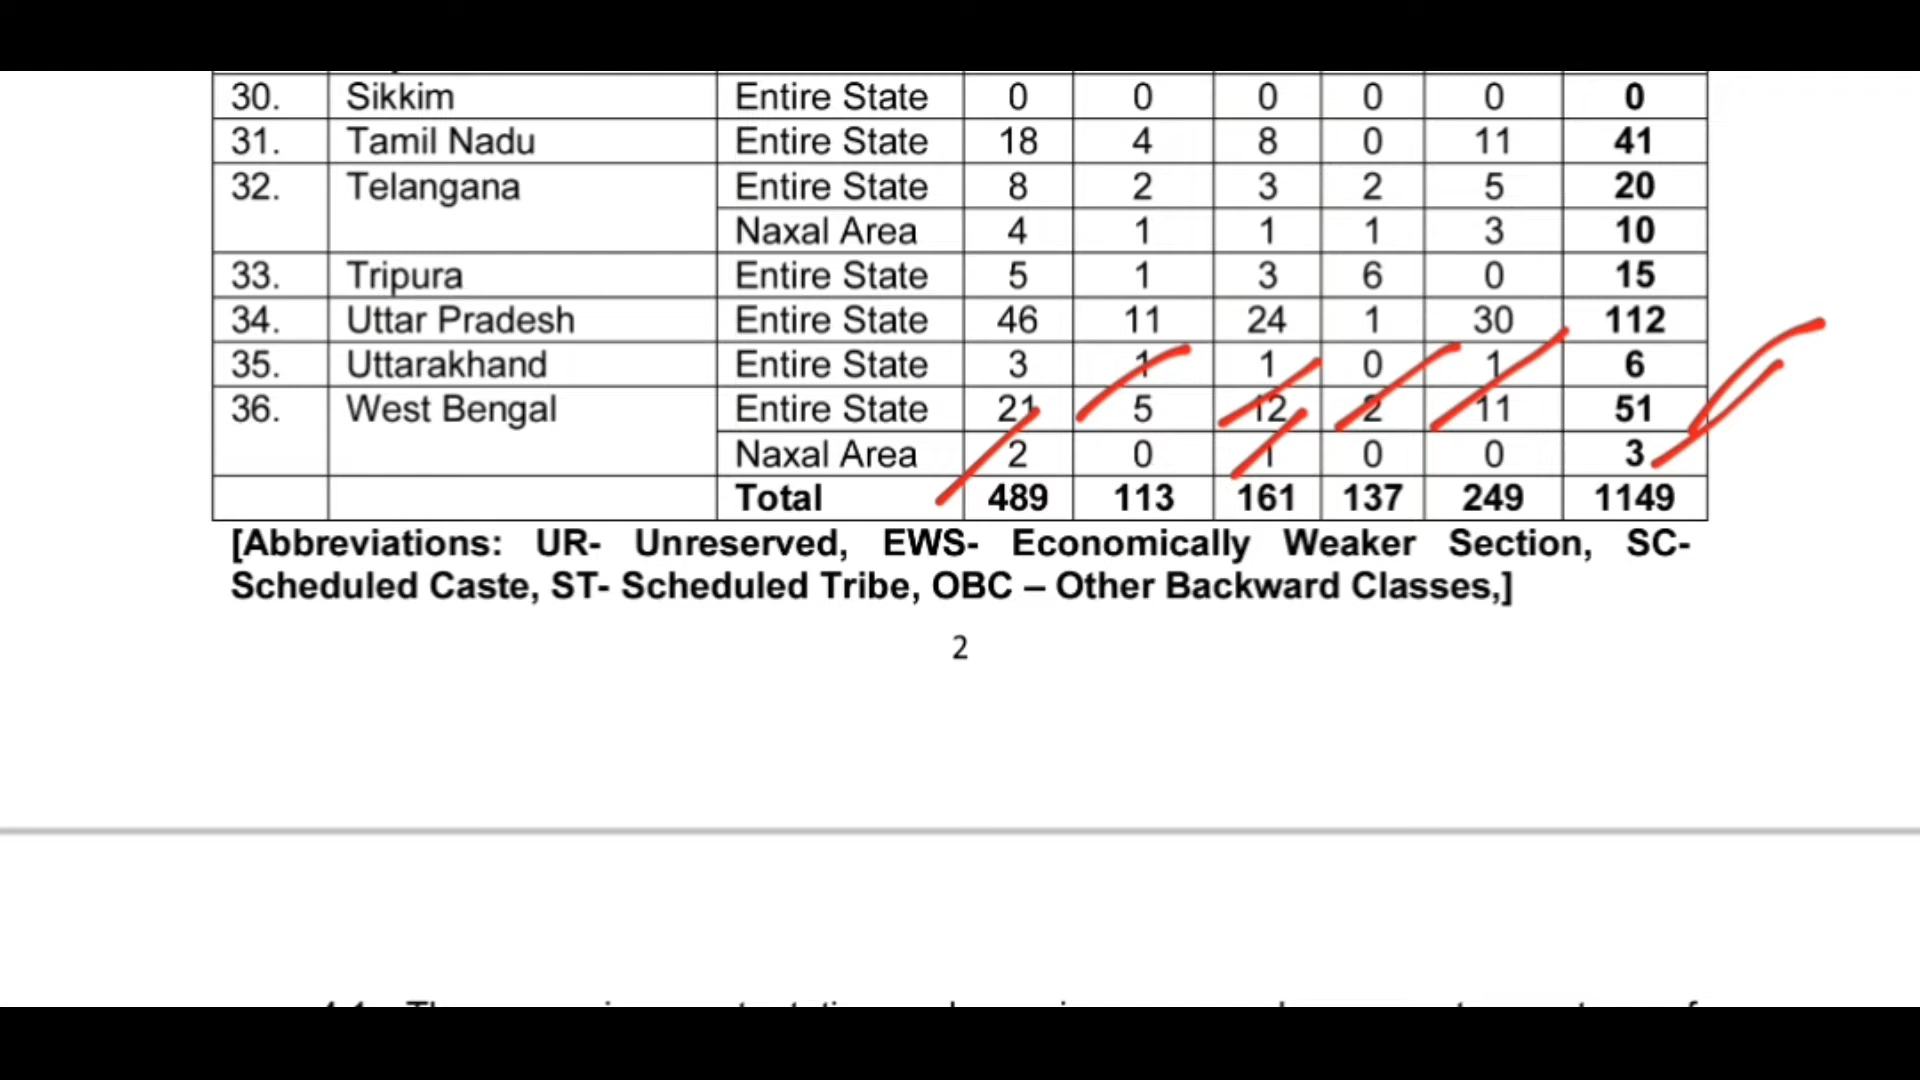 30. Sikkim Entire State 0 0 0 0 0 0
31. Tamil Nadu Entire State 18 4 8 0 11 41
32. Telangana Entire State 8 2 3 2 5 20
Naxal Area 4 1 1 1 3 10
33. Tripura Entire State 5 1 3 6 0 15
34. Uttar Pradesh Entire State 46 11 24 1 30 112
35. Uttarakhand Entire State 3 1 1 0 1 6
36. West Bengal Entire State 21 5 12 2 11 51
Naxal Area 2 0 1 0 0 3
Total 489 113 161 137 249 1149
[Abbreviations: UR- Unreserved, EWS- Economically Weaker Section, SC-
Scheduled Caste, ST- Scheduled Tribe, OBC – Other Backward Classes,]
2